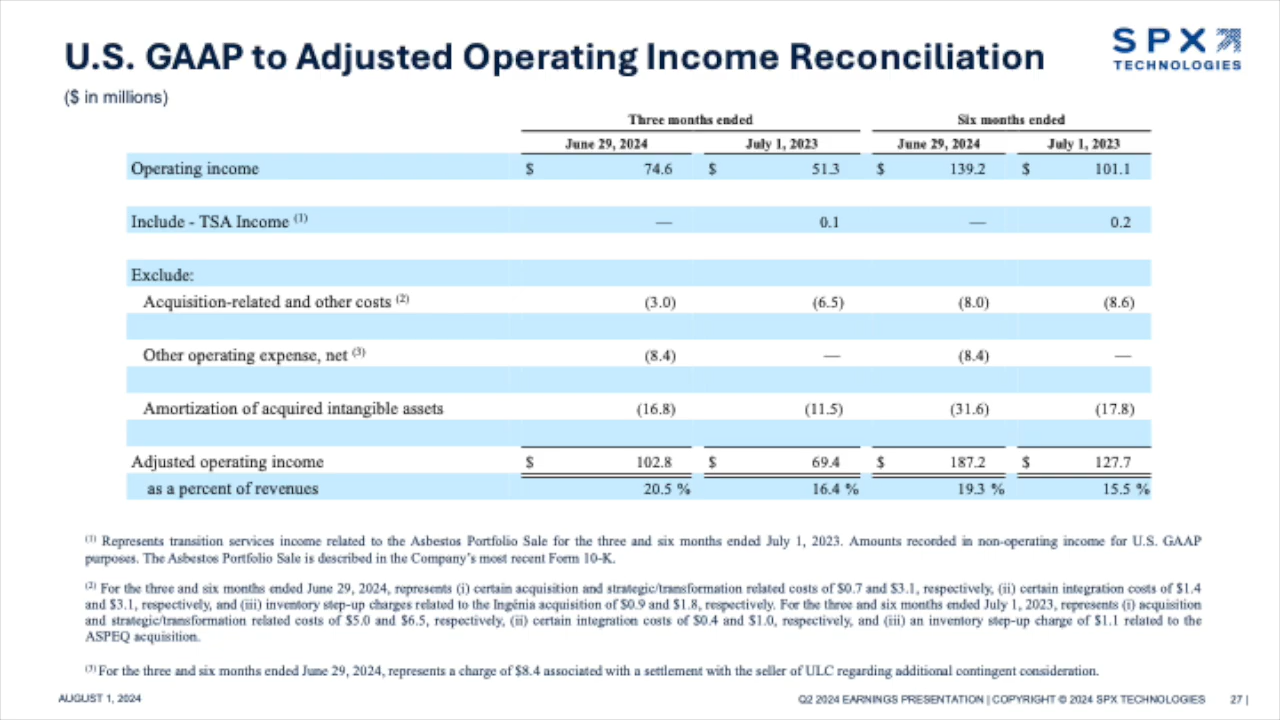 U.S. GAAP to Adjusted Operating Income Reconciliation
SPX
TECHNOLOGIES
($ in millions)
Three months ended Six months ended
June 29, 2024 July 1, 2023 June 29, 2024 July 1, 2023
Operating income $ 74.6 $ 51.3 $ 139.2 $ 101.1
Include - TSA Income (1) — 0.1 — 0.2
Exclude:
Acquisition-related and other costs (2) (3.0) (6.5) (8.0) (8.6)
Other operating expense, net (3) (8.4) — (8.4) —
Amortization of acquired intangible assets (16.8) (11.5) (31.6) (17.8)
Adjusted operating income $ 102.8 $ 69.4 $ 187.2 $ 127.7
as a percent of revenues 20.5 % 16.4 % 19.3 % 15.5 %
(1) Represents transition services income related to the Asbestos Portfolio Sale for the three and six months ended July 1, 2023. Amounts recorded in non-operating income for U.S. GAAP
purposes. The Asbestos Portfolio Sale is described in the Company's most recent Form 10-K.
(2) For the three and six months ended June 29, 2024, represents (i) certain acquisition and strategic/transformation related costs of $0.7 and $3.1, respectively, (ii) certain integration costs of $1.4
and $3.1, respectively, and (iii) inventory step-up charges related to the Ingénia acquisition of $0.9 and $1.8, respectively. For the three and six months ended July 1, 2023, represents (i) acquisition
and strategic/transformation related costs of $5.0 and $6.5, respectively, (ii) certain integration costs of $0.4 and $1.0, respectively, and (iii) an inventory step-up charge of $1.1 related to the
ASPEQ acquisition.
(3) For the three and six months ended June 29, 2024, represents a charge of $8.4 associated with a settlement with the seller of ULC regarding additional contingent consideration.
AUGUST 1, 2024 Q2 2024 EARNINGS PRESENTATION | COPYRIGHT © 2024 SPX TECHNOLOGIES 27 |